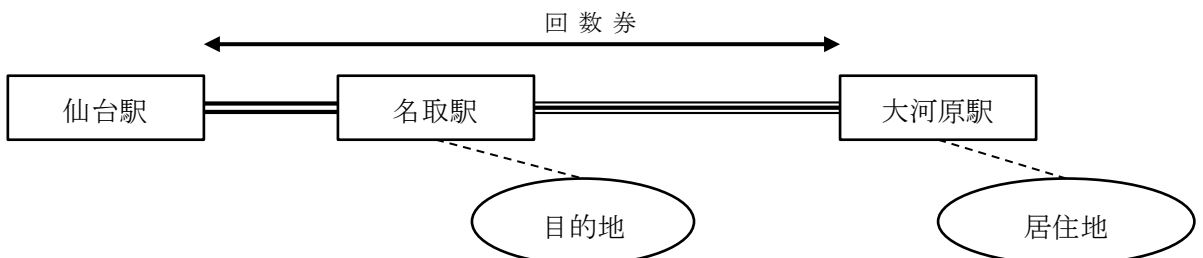 回数券
仙台駅
名取駅
大河原駅
目的地
居住地